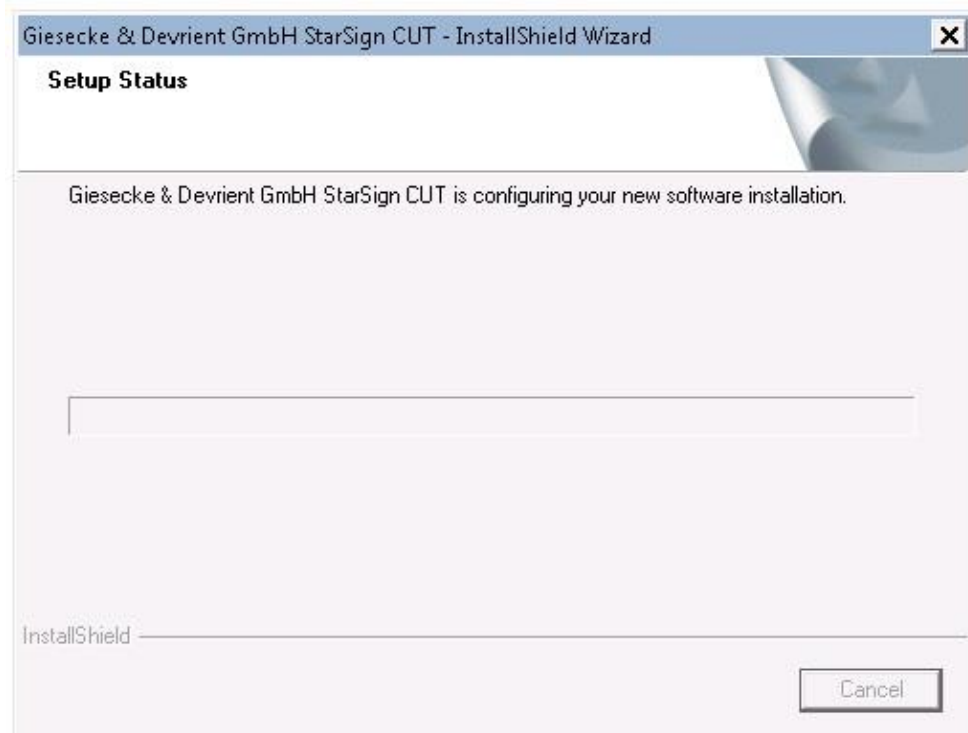 Giesecke & Devrient GmbH StarSign CUT - InstallShield Wizard
Setup Status
Giesecke & Devrient GmbH StarSign CUT is configuring your new software installation.
InstallShield
Cancel